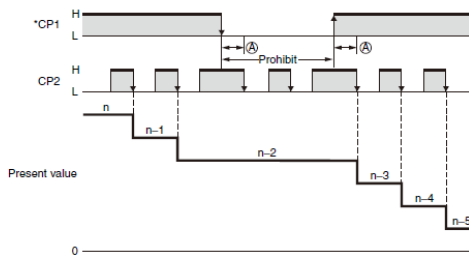 *CP1
H
L
Ⓐ
Ⓐ
Prohibit
CP2
H
L
n
n–1
n–2
n–3
n–4
n–5
Present value
0